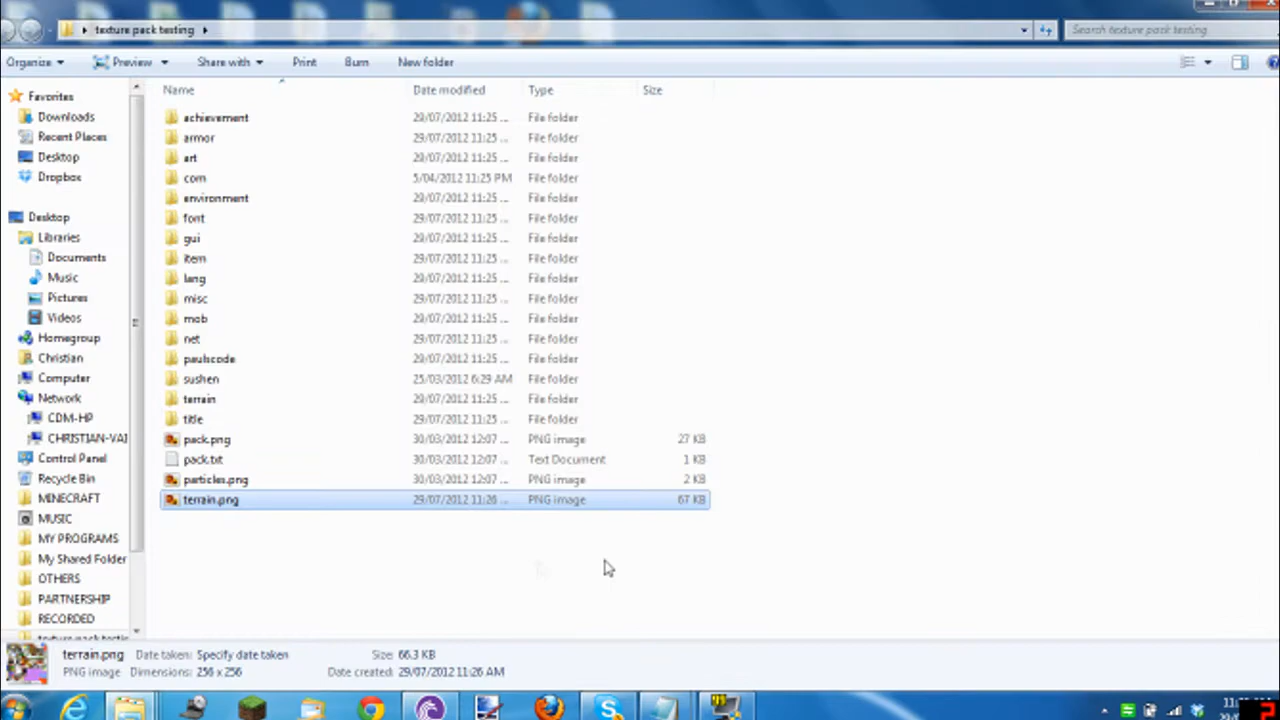 texture pack testing
Search texture pack testing
Organize Preview Share with Print Burn New folder
Name Date modified Type Size
Favorites
Downloads
Recent Places
Desktop
Dropbox
Desktop
Libraries
Documents
Music
Pictures
Videos
Homegroup
Christian
Computer
Network
CDM-HP
CHRISTIAN-VAI
Control Panel
Recycle Bin
MINECRAFT
MUSIC
MY PROGRAMS
My Shared Folder
OTHERS
PARTNERSHIP
RECORDED
texture pack testin
achievement 29/07/2012 11:25 ... File folder
armor 29/07/2012 11:25 ... File folder
art 29/07/2012 11:25 ... File folder
com 5/04/2012 11:25 PM File folder
environment 29/07/2012 11:25 ... File folder
font 29/07/2012 11:25 ... File folder
gui 29/07/2012 11:25 ... File folder
item 29/07/2012 11:25 ... File folder
lang 29/07/2012 11:25 ... File folder
misc 29/07/2012 11:25 ... File folder
mob 29/07/2012 11:25 ... File folder
net 29/07/2012 11:25 ... File folder
paulscode 29/07/2012 11:25 ... File folder
sushen 25/03/2012 6:29 AM File folder
terrain 29/07/2012 11:25 ... File folder
title 29/07/2012 11:25 ... File folder
pack.png 30/03/2012 12:07 ... PNG image 27 KB
pack.txt 30/03/2012 12:07 ... Text Document 1 KB
particles.png 30/03/2012 12:07 ... PNG image 2 KB
terrain.png 29/07/2012 11:26 ... PNG image 67 KB
terrain.png Date taken: Specify date taken Size: 66.3 KB
PNG image Dimensions: 256 x 256 Date created: 29/07/2012 11:26 AM